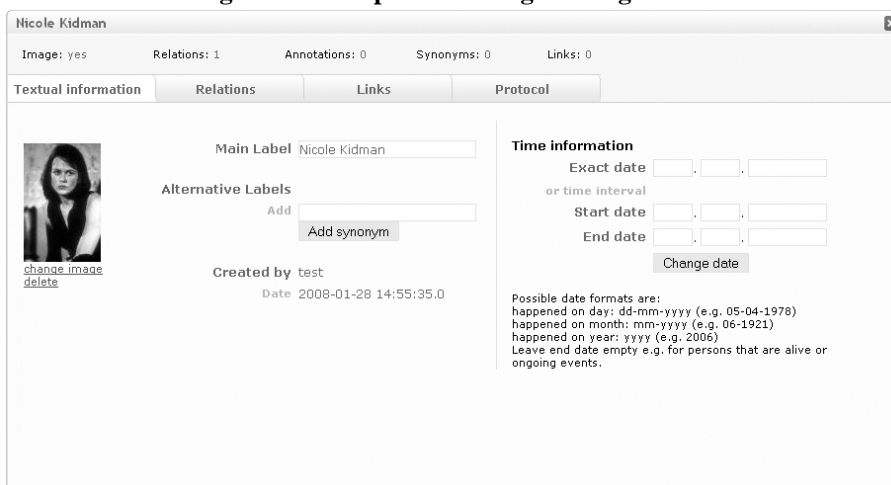 Nicole Kidman
Image: yes Relations: 1 Annotations: 0 Synonyms: 0 Links: 0
Textual information Relations Links Protocol
Main Label Nicole Kidman
Alternative Labels
Add
Add synonym
change image
delete
Created by test
Date 2008-01-28 14:55:35.0
Time information
Exact date . .
or time interval
Start date . .
End date . .
Change date
Possible date formats are:
happened on day: dd-mm-yyyy (e.g. 05-04-1978)
happened on month: mm-yyyy (e.g. 06-1921)
happened on year: yyyy (e.g. 2006)
Leave end date empty e.g. for persons that are alive or
ongoing events.